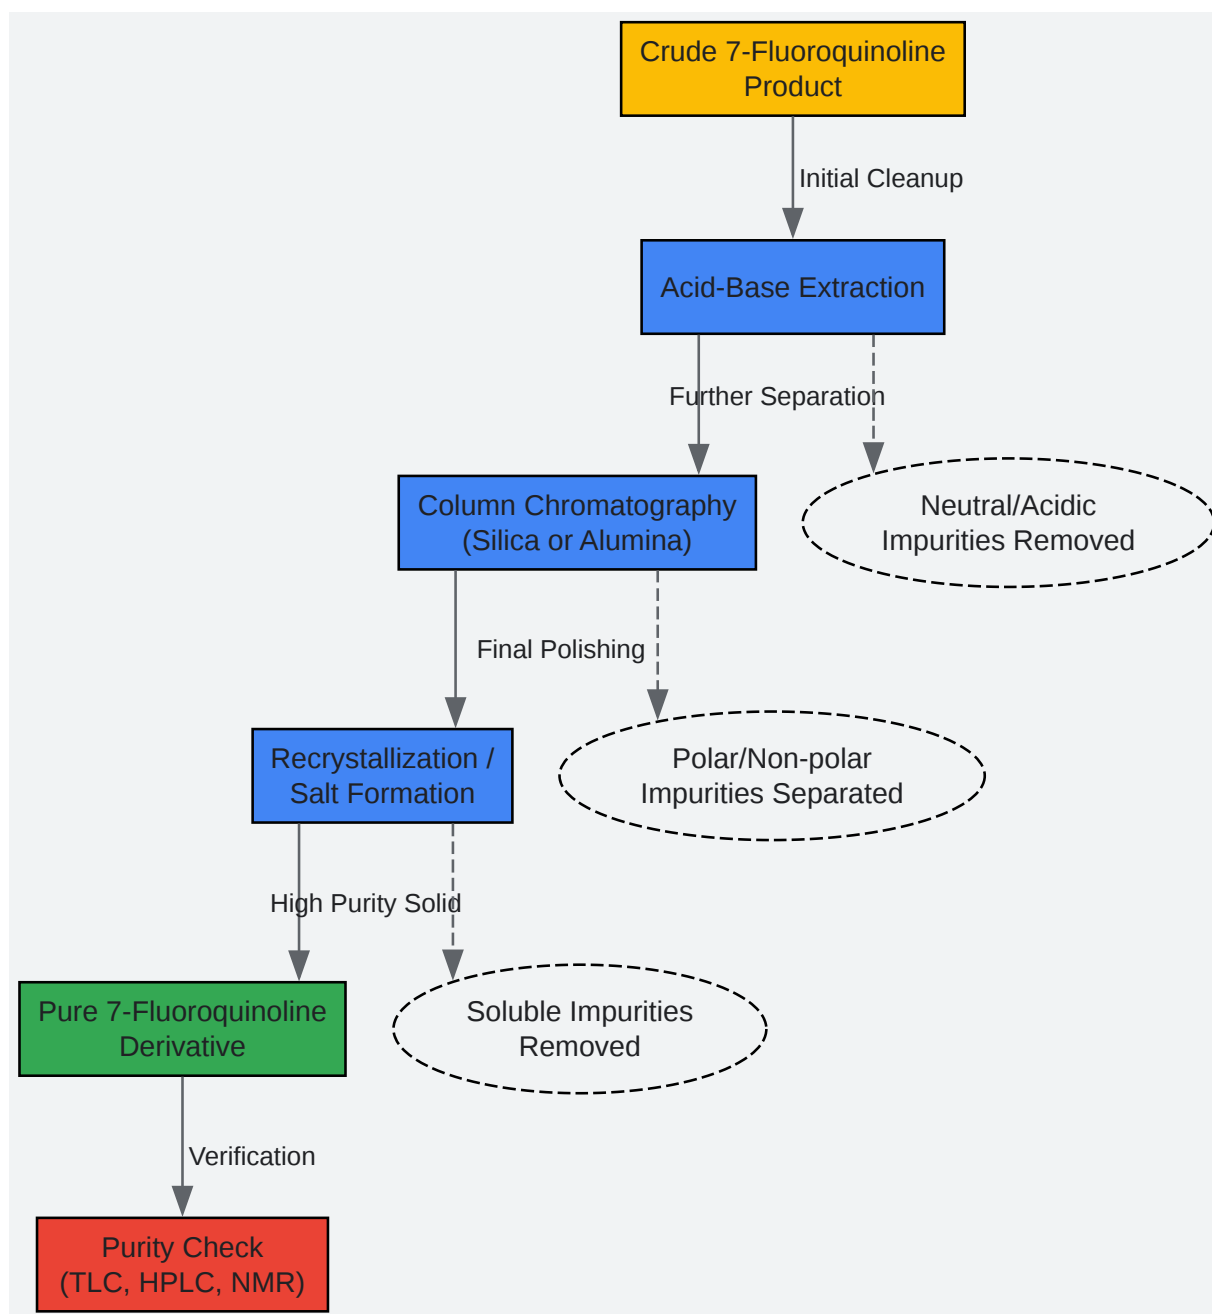 Crude 7-Fluoroquinoline
Product
Initial Cleanup
Acid-Base Extraction
Further Separation
Column Chromatography
(Silica or Alumina)
Neutral/Acidic
Impurities Removed
Final Polishing
Recrystallization /
Salt Formation
Polar/Non-polar
Impurities Separated
High Purity Solid
Pure 7-Fluoroquinoline
Derivative
Soluble Impurities
Removed
Verification
Purity Check
(TLC, HPLC, NMR)